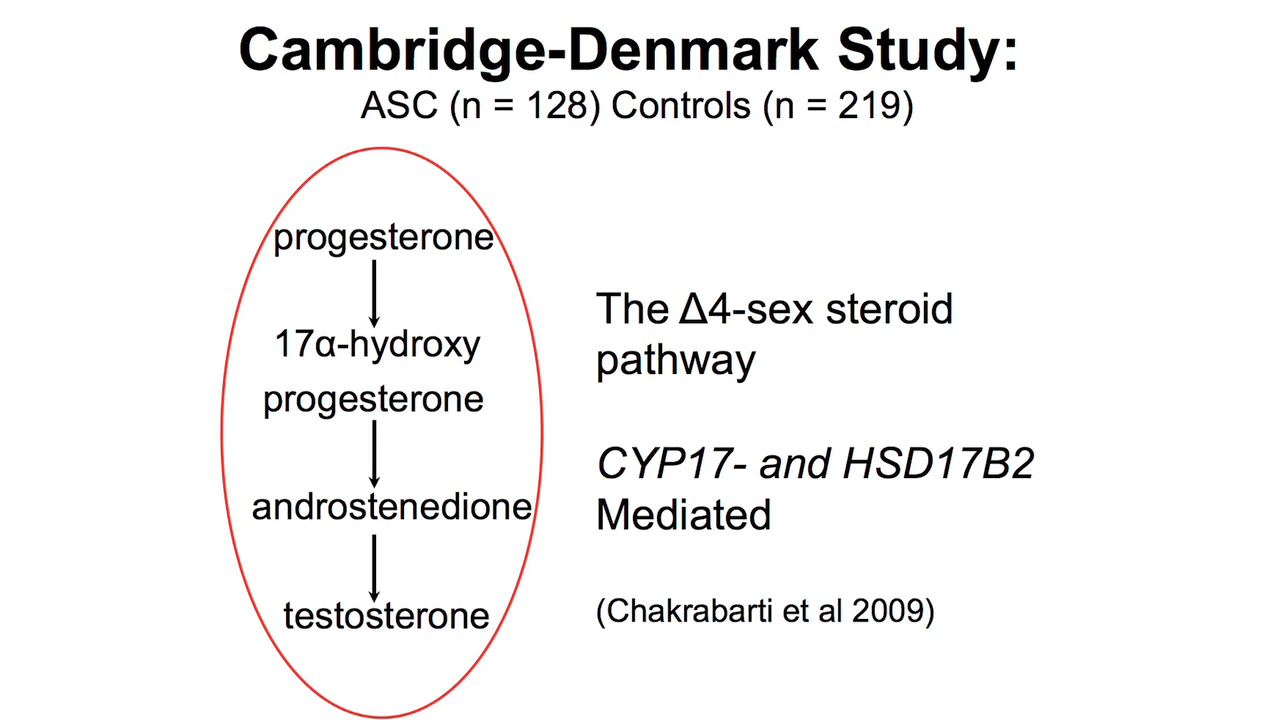 Cambridge-Denmark Study:
ASC (n = 128) Controls (n = 219)
progesterone
17α-hydroxy
progesterone
androstenedione
testosterone
The Δ4-sex steroid
pathway
CYP17- and HSD17B2
Mediated
(Chakrabarti et al 2009)